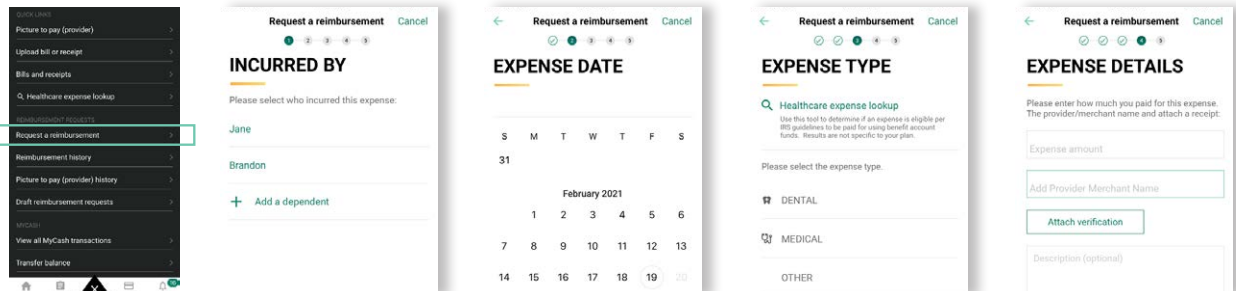 QUICK LINKS
Picture to pay (provider)
Upload bill or receipt
Bills and receipts
Healthcare expense lookup
REIMBURSEMENT REQUESTS
Request a reimbursement
Reimbursement history
Picture to pay (provider) history
Draft reimbursement requests
MYCASH
View all MyCash transactions
Transfer balance
Request a reimbursement Cancel
1 2 3 4 5
INCURRED BY
Please select who incurred this expense:
Jane
Brandon
+ Add a dependent
Request a reimbursement Cancel
2 3 4 5
EXPENSE DATE
S M T W T F S
31
February 2021
1 2 3 4 5 6
7 8 9 10 11 12 13
14 15 16 17 18 19 20
Request a reimbursement Cancel
3 4 5
EXPENSE TYPE
Healthcare expense lookup
Use this tool to determine if an expense is eligible per
IRS guidelines to be paid for using benefit account
funds. Results are not specific to your plan.
Please select the expense type.
DENTAL
MEDICAL
OTHER
Request a reimbursement Cancel
4 5
EXPENSE DETAILS
Please enter how much you paid for this expense.
The provider/merchant name and attach a receipt:
Expense amount
Add Provider Merchant Name
Attach verification
Description (optional)